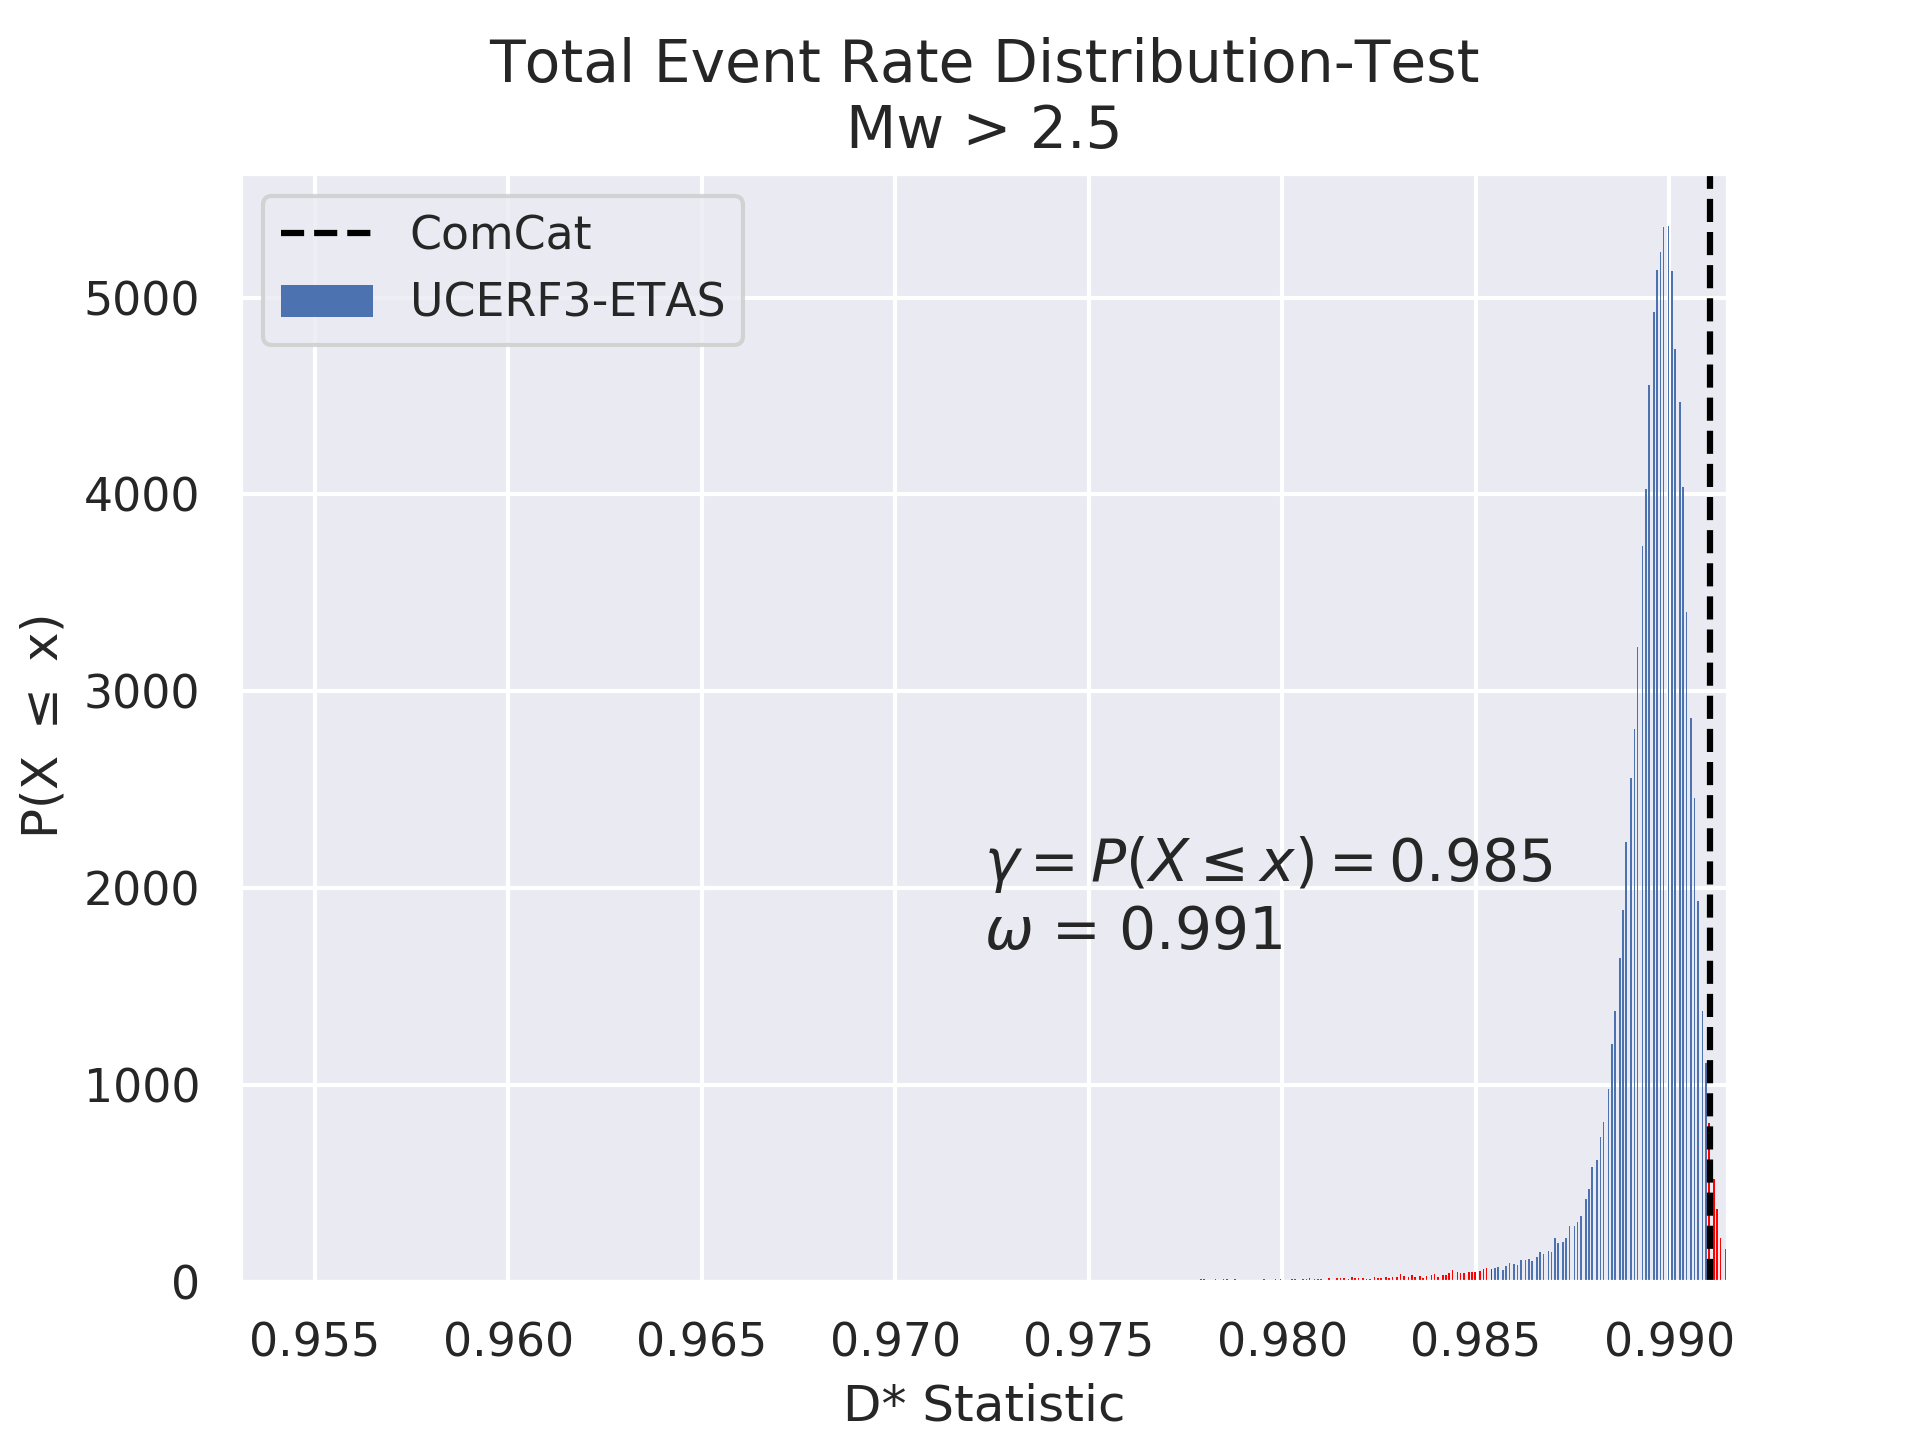 Total Event Rate Distribution-Test
Mw > 2.5
ComCat
UCERF3-ETAS
P(X ≤ x)
5000
4000
3000
2000
1000
0
γ = P(X ≤ x) = 0.985
ω = 0.991
0.955 0.960 0.965 0.970 0.975 0.980 0.985 0.990
D* Statistic